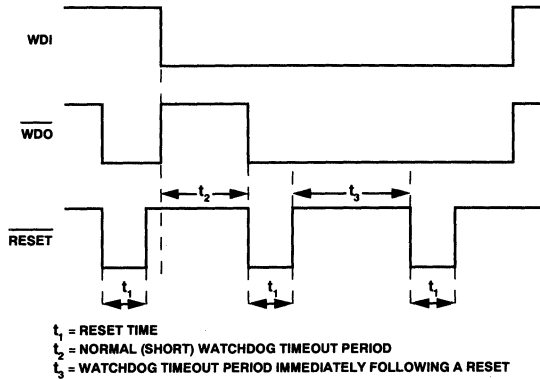 WDI
WDO
t2 t3
RESET
t1 t1 t1
t1 = RESET TIME
t2 = NORMAL (SHORT) WATCHDOG TIMEOUT PERIOD
t3 = WATCHDOG TIMEOUT PERIOD IMMEDIATELY FOLLOWING A RESET